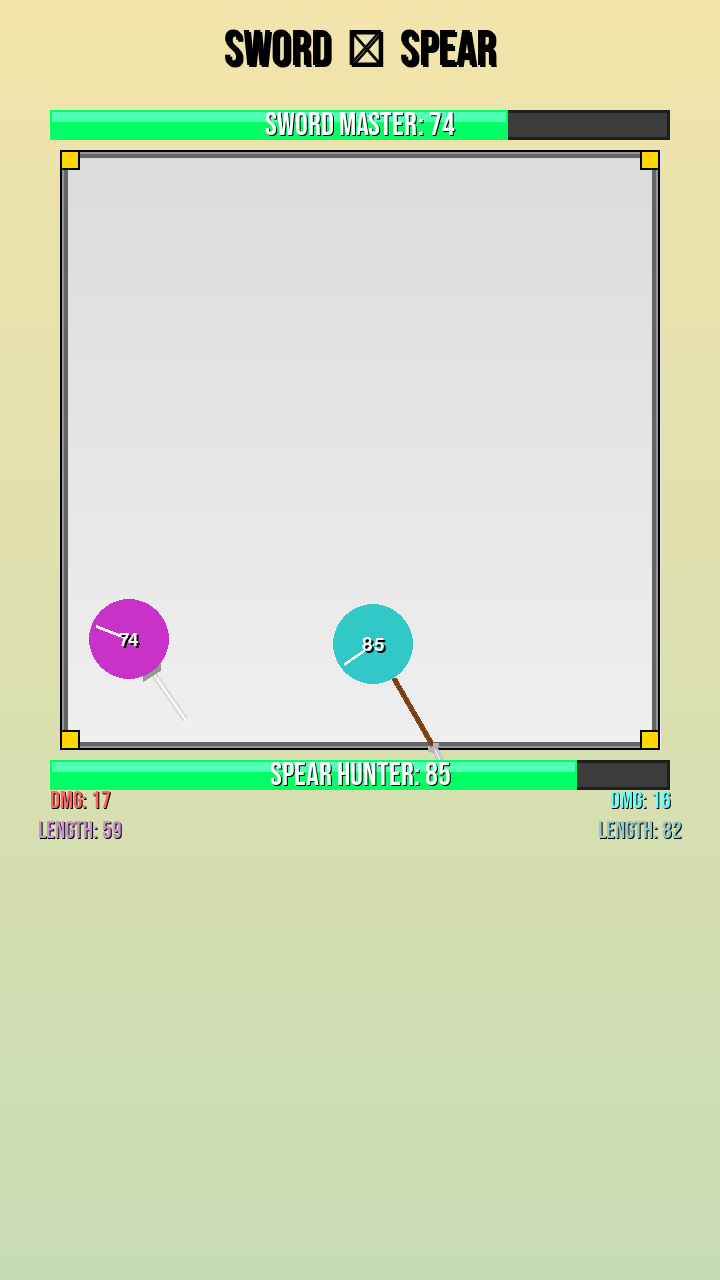 SWORD SPEAR
SWORD MASTER: 74
74
85
SPEAR HUNTER: 85
DMG: 17
DMG: 16
LENGTH: 59
LENGTH: 82